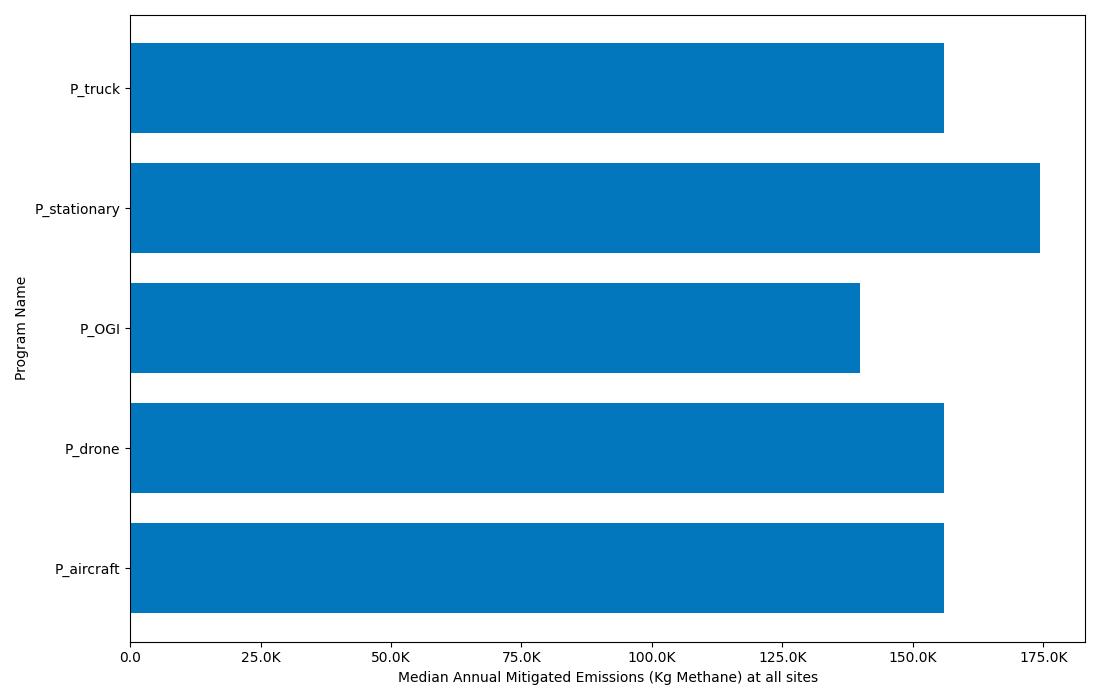 P_truck
P_stationary
P_OGI
P_drone
P_aircraft
Program Name
0.0 25.0K 50.0K 75.0K 100.0K 125.0K 150.0K 175.0K
Median Annual Mitigated Emissions (Kg Methane) at all sites